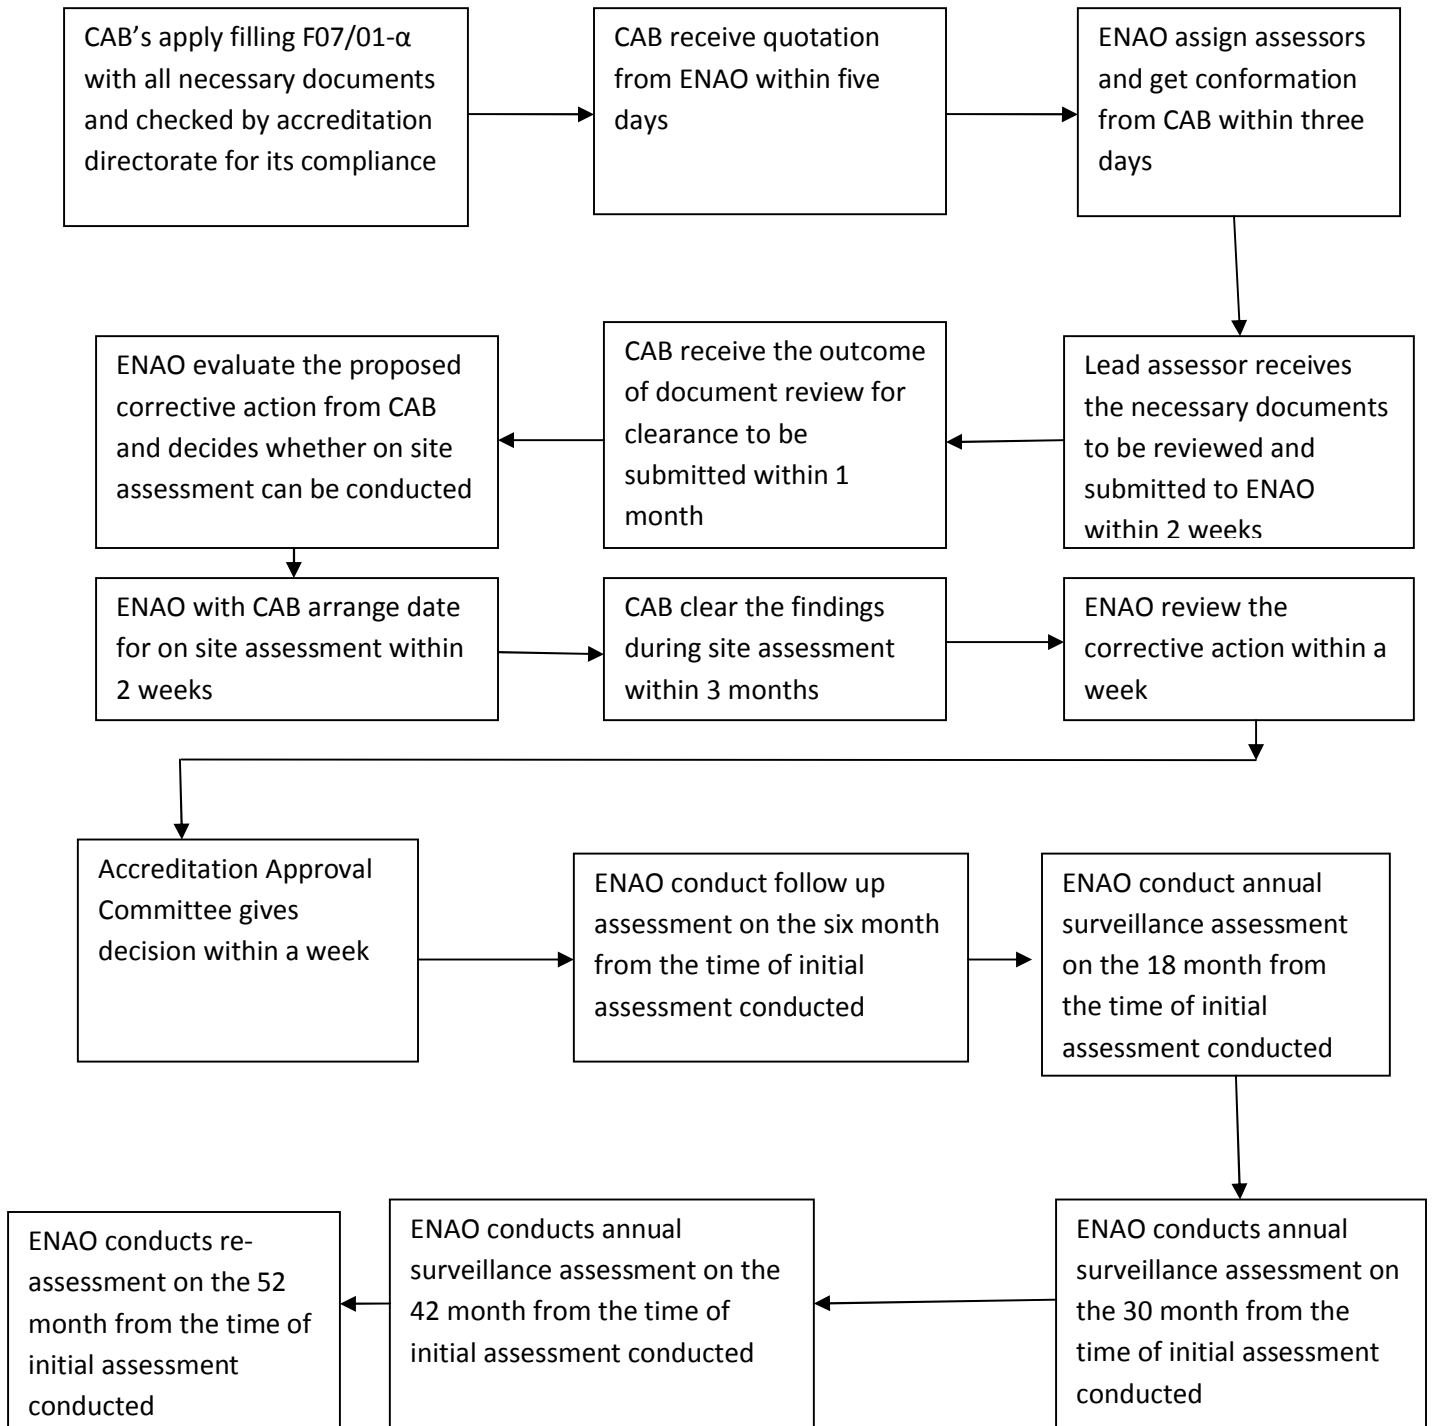 CAB’s apply filling F07/01-α
with all necessary documents
and checked by accreditation
directorate for its compliance
CAB receive quotation
from ENAO within five
days
ENAO assign assessors
and get conformation
from CAB within three
days
Lead assessor receives
the necessary documents
to be reviewed and
submitted to ENAO
within 2 weeks
CAB receive the outcome
of document review for
clearance to be
submitted within 1
month
ENAO evaluate the proposed
corrective action from CAB
and decides whether on site
assessment can be conducted
ENAO with CAB arrange date
for on site assessment within
2 weeks
CAB clear the findings
during site assessment
within 3 months
ENAO review the
corrective action within a
week
Accreditation Approval
Committee gives
decision within a week
ENAO conduct follow up
assessment on the six month
from the time of initial
assessment conducted
ENAO conduct annual
surveillance assessment
on the 18 month from
the time of initial
assessment conducted
ENAO conducts annual
surveillance assessment on
the 30 month from the
time of initial assessment
conducted
ENAO conducts annual
surveillance assessment on the
42 month from the time of
initial assessment conducted
ENAO conducts re-
assessment on the 52
month from the time of
initial assessment
conducted